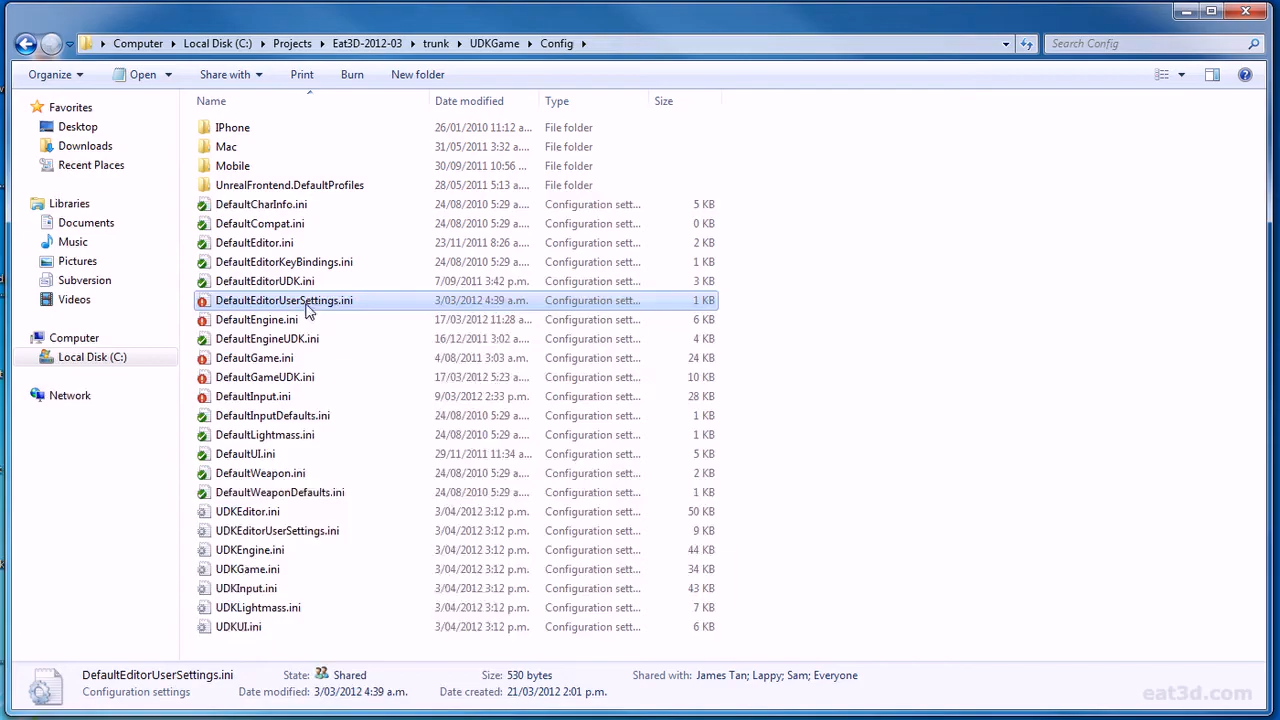 Computer Local Disk (C:) Projects Eat3D-2012-03 trunk UDKGame Config Search Config
Organize Open Share with Print Burn New folder
Name Date modified Type Size
Favorites
Desktop
Downloads
Recent Places
Libraries
Documents
Music
Pictures
Subversion
Videos
Computer
Local Disk (C:)
Network
IPhone 26/01/2010 11:12 a... File folder
Mac 31/05/2011 3:32 a... File folder
Mobile 30/09/2011 10:56 ... File folder
UnrealFrontend.DefaultProfiles 28/05/2011 5:13 a... File folder
DefaultCharInfo.ini 24/08/2010 5:29 a... Configuration sett... 5 KB
DefaultCompat.ini 24/08/2010 5:29 a... Configuration sett... 0 KB
DefaultEditor.ini 23/11/2011 8:26 a... Configuration sett... 2 KB
DefaultEditorKeyBindings.ini 24/08/2010 5:29 a... Configuration sett... 1 KB
DefaultEditorUDK.ini 7/09/2011 3:42 p.m. Configuration sett... 3 KB
DefaultEditorUserSettings.ini 3/03/2012 4:39 a.m. Configuration sett... 1 KB
DefaultEngine.ini 17/03/2012 11:28 a... Configuration sett... 6 KB
DefaultEngineUDK.ini 16/12/2011 3:02 a... Configuration sett... 4 KB
DefaultGame.ini 4/08/2011 3:03 a.m. Configuration sett... 24 KB
DefaultGameUDK.ini 17/03/2012 5:23 a... Configuration sett... 10 KB
DefaultInput.ini 9/03/2012 2:33 p.m. Configuration sett... 28 KB
DefaultInputDefaults.ini 24/08/2010 5:29 a... Configuration sett... 1 KB
DefaultLightmass.ini 24/08/2010 5:29 a... Configuration sett... 1 KB
DefaultUI.ini 29/11/2011 11:34 a... Configuration sett... 5 KB
DefaultWeapon.ini 24/08/2010 5:29 a... Configuration sett... 2 KB
DefaultWeaponDefaults.ini 24/08/2010 5:29 a... Configuration sett... 1 KB
UDKEditor.ini 3/04/2012 3:12 p.m. Configuration sett... 50 KB
UDKEditorUserSettings.ini 3/04/2012 3:12 p.m. Configuration sett... 9 KB
UDKEngine.ini 3/04/2012 3:12 p.m. Configuration sett... 44 KB
UDKGame.ini 3/04/2012 3:12 p.m. Configuration sett... 34 KB
UDKInput.ini 3/04/2012 3:12 p.m. Configuration sett... 43 KB
UDKLightmass.ini 3/04/2012 3:12 p.m. Configuration sett... 7 KB
UDKUI.ini 3/04/2012 3:12 p.m. Configuration sett... 6 KB
DefaultEditorUserSettings.ini State: Shared Size: 530 bytes Shared with: James Tan; Lappy; Sam; Everyone
Configuration settings Date modified: 3/03/2012 4:39 a.m. Date created: 21/03/2012 2:01 p.m.
eat3d.com